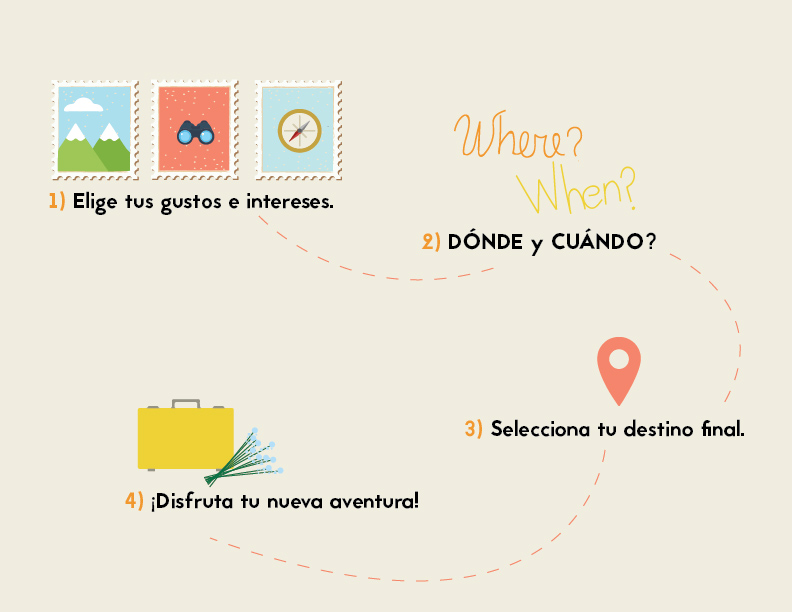 1) Elige tus gustos e intereses.
Where?
When?
2) DÓNDE y CUÁNDO?
3) Selecciona tu destino final.
4) ¡Disfruta tu nueva aventura!